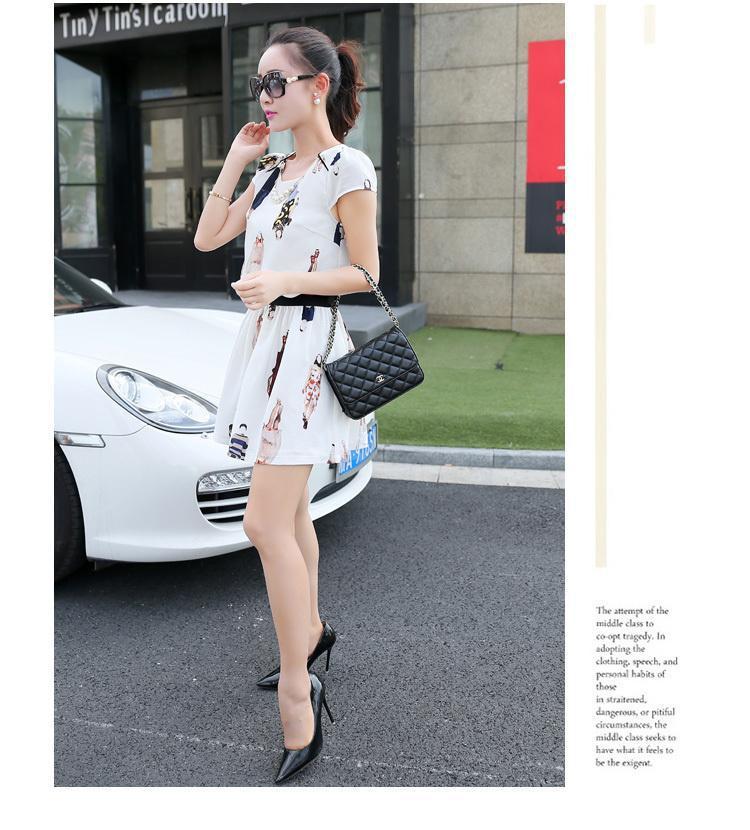 Tiny Tin's Tcaroon
The attempt of the
middle class to
co-opt tragedy. In
adopting the
clothing, speech, and
personal habits of
those
in straitened,
dangerous, or pitiful
circumstances, the
middle class seeks to
have what it feels to
be the exigent.